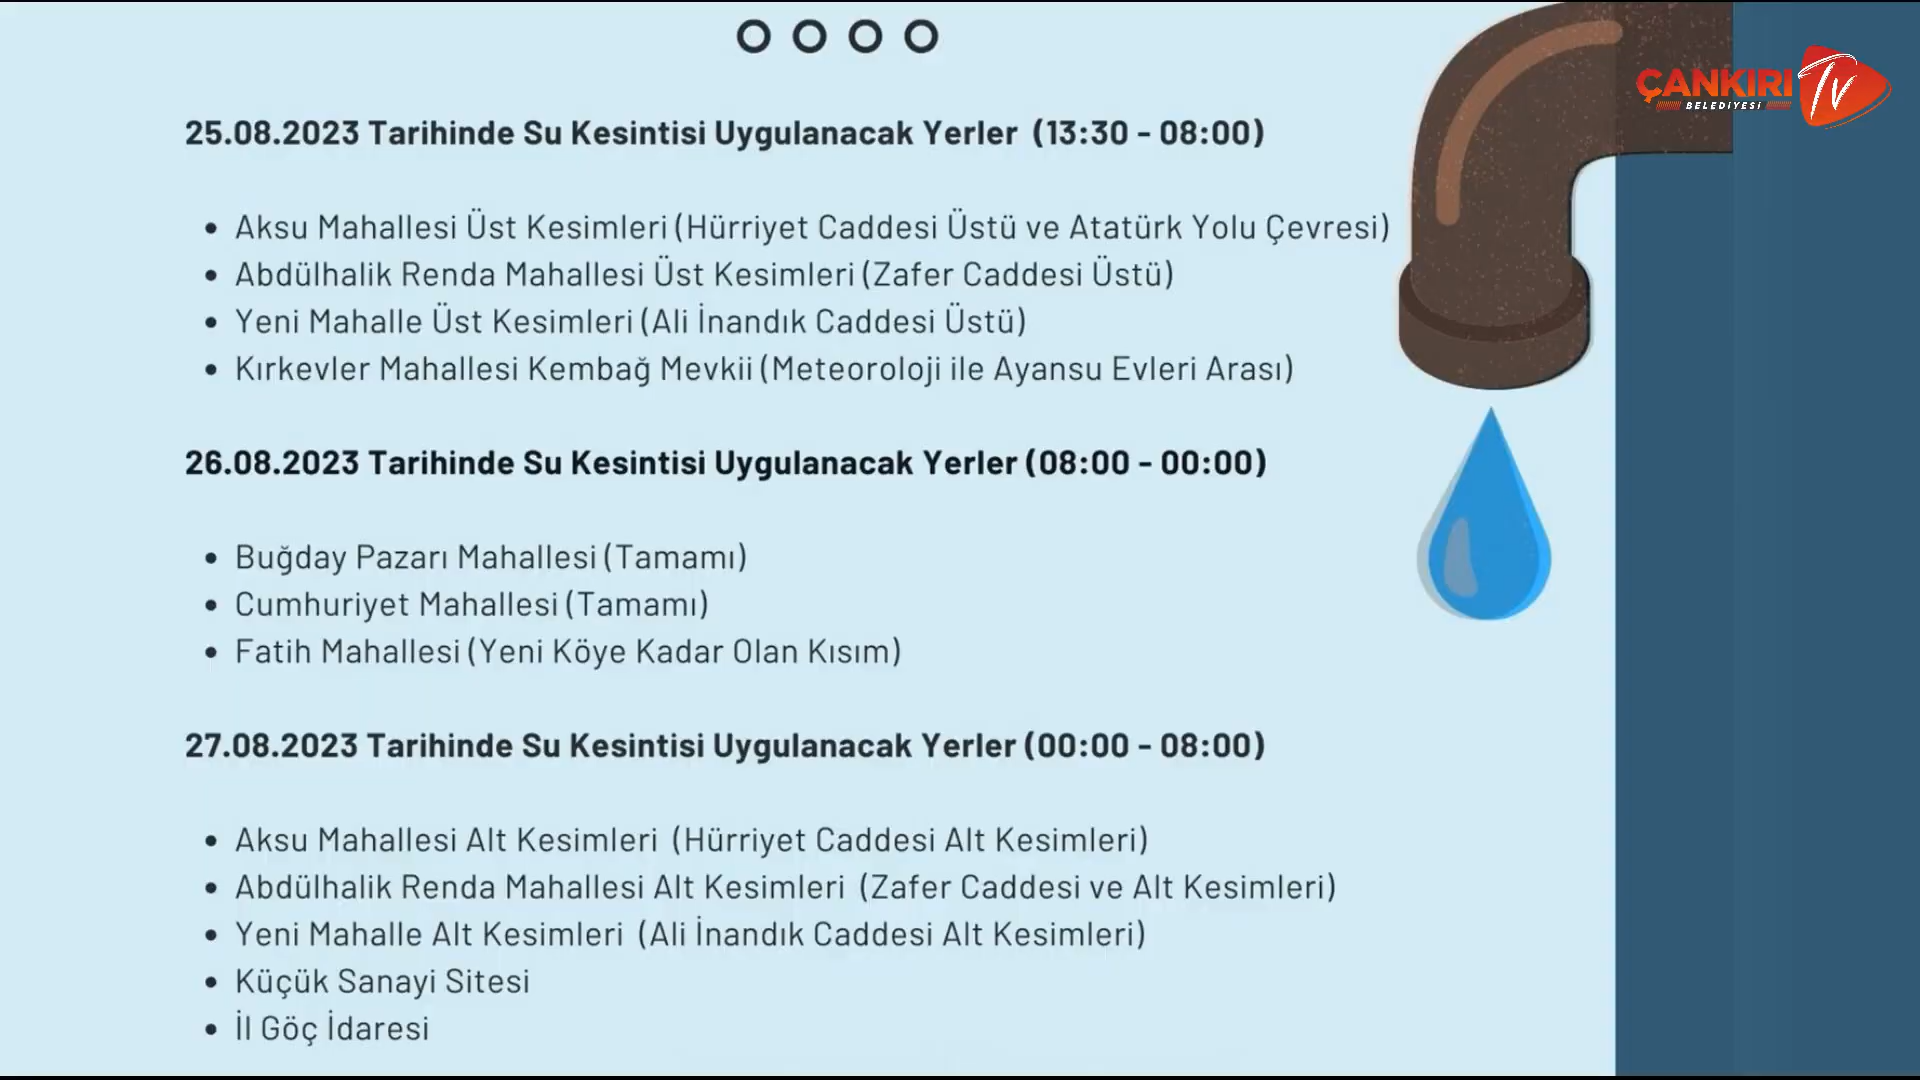 ÇANKIRI TV
BELEDİYESİ
25.08.2023 Tarihinde Su Kesintisi Uygulanacak Yerler (13:30 - 08:00)
• Aksu Mahallesi Üst Kesimleri (Hürriyet Caddesi Üstü ve Atatürk Yolu Çevresi)
• Abdülhalik Renda Mahallesi Üst Kesimleri (Zafer Caddesi Üstü)
• Yeni Mahalle Üst Kesimleri (Ali İnandık Caddesi Üstü)
• Kırkevler Mahallesi Kembağ Mevkii (Meteoroloji ile Ayansu Evleri Arası)
26.08.2023 Tarihinde Su Kesintisi Uygulanacak Yerler (08:00 - 00:00)
• Buğday Pazarı Mahallesi (Tamamı)
• Cumhuriyet Mahallesi (Tamamı)
• Fatih Mahallesi (Yeni Köye Kadar Olan Kısım)
27.08.2023 Tarihinde Su Kesintisi Uygulanacak Yerler (00:00 - 08:00)
• Aksu Mahallesi Alt Kesimleri (Hürriyet Caddesi Alt Kesimleri)
• Abdülhalik Renda Mahallesi Alt Kesimleri (Zafer Caddesi ve Alt Kesimleri)
• Yeni Mahalle Alt Kesimleri (Ali İnandık Caddesi Alt Kesimleri)
• Küçük Sanayi Sitesi
• İl Göç İdaresi